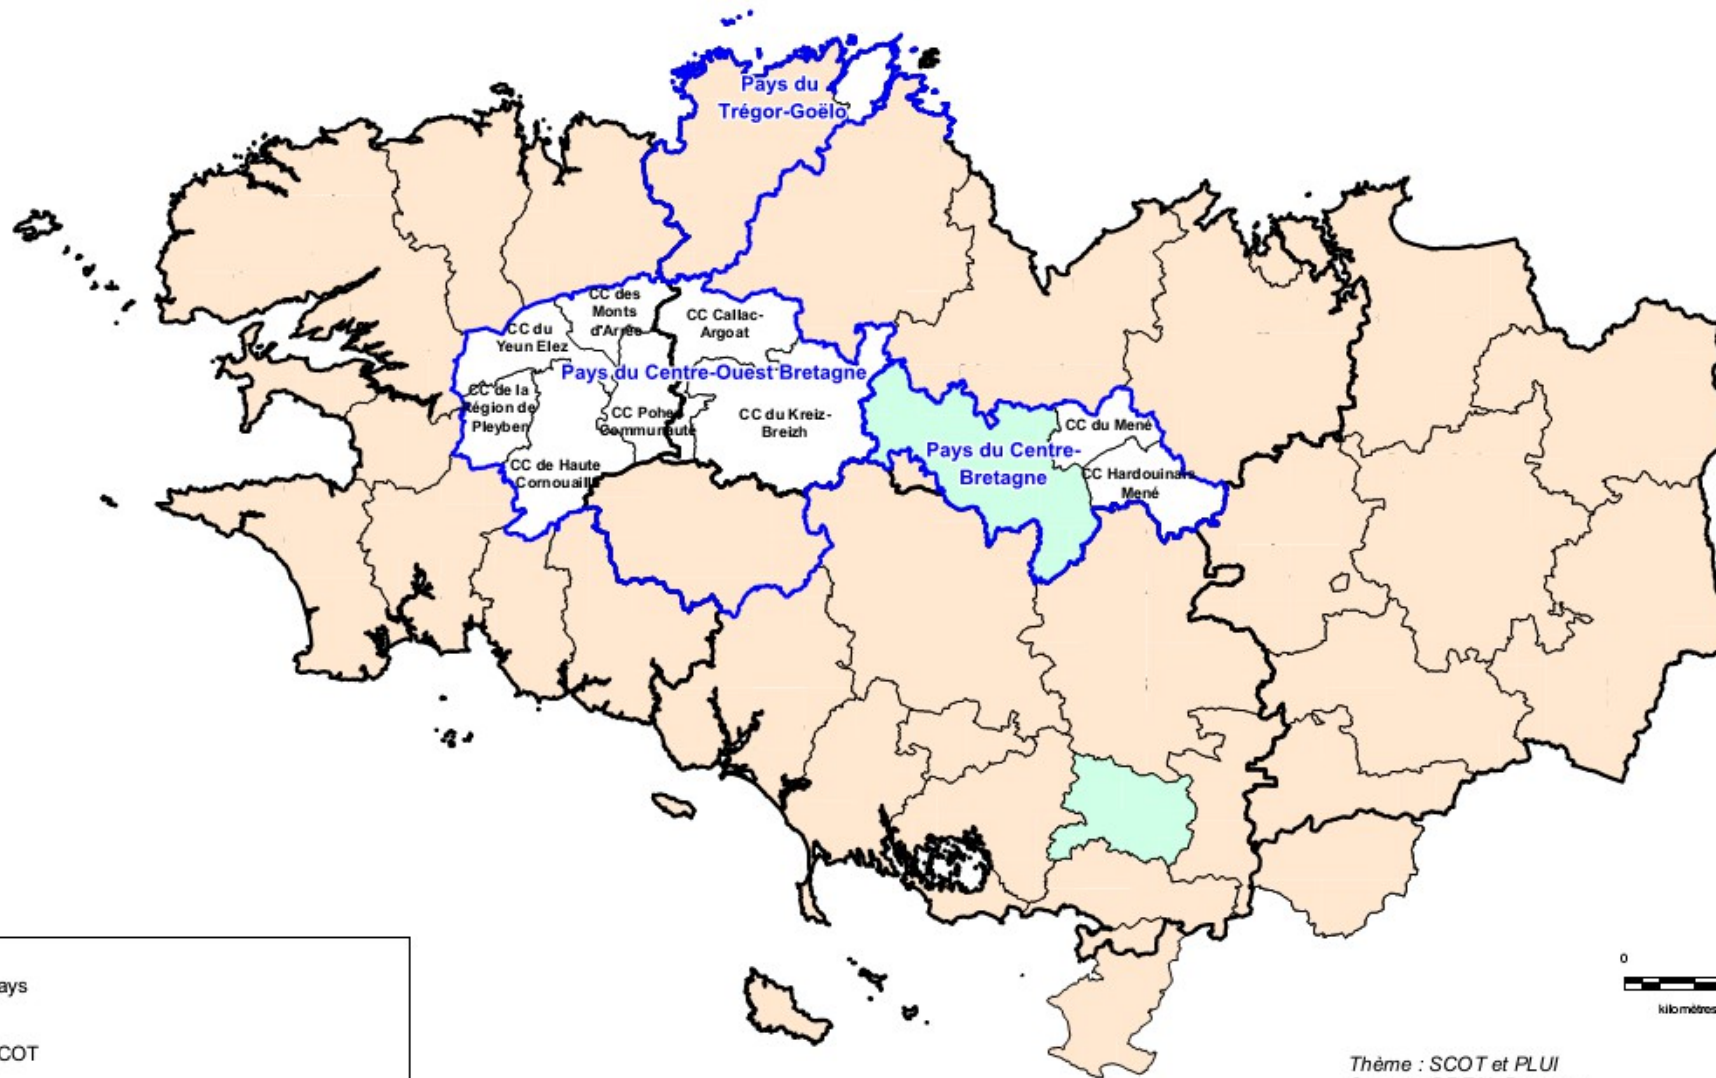 Pays du
Trégor-Goëlo
CC des
Monts
d'Arrée
CC du
Yeun Elez
CC Callac-
Argoat
Pays du Centre-Ouest Bretagne
CC de la
Région de
Pleyben
CC Poher
Communauté
CC du Kreiz-
Breizh
CC du Mené
Pays du Centre-
Bretagne
CC de Haute
Cornouaille
CC Hardouinais
Mené
ays
COT
0
kilomètres
Thème : SCOT et PLUI